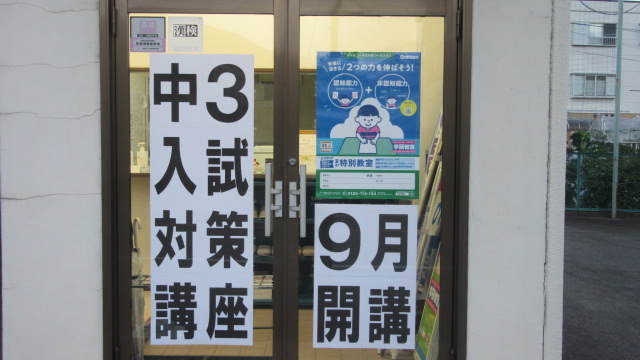 漢検
中3
入試
対策
講座
Gakken
2つの力を伸ばそう!
認知能力
+
非認知能力
学研教室
特別教室
9月
開講